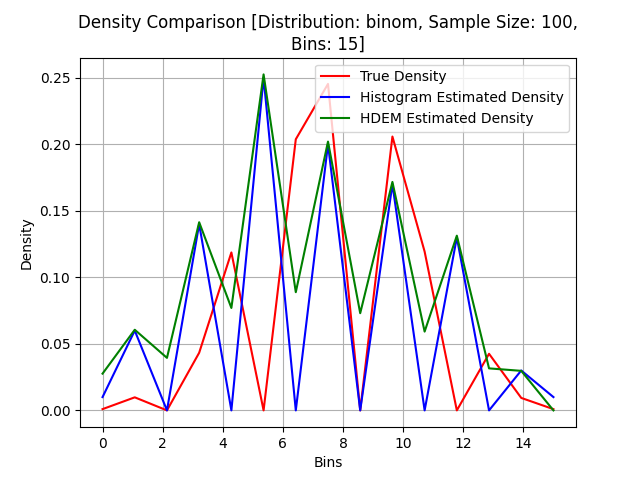 Density Comparison [Distribution: binom, Sample Size: 100,
Bins: 15]
True Density
Histogram Estimated Density
HDEM Estimated Density
Density
0.25
0.20
0.15
0.10
0.05
0.00
0 2 4 6 8 10 12 14
Bins